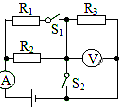 R₁ R₃
S₁
R₂ V
A S₂